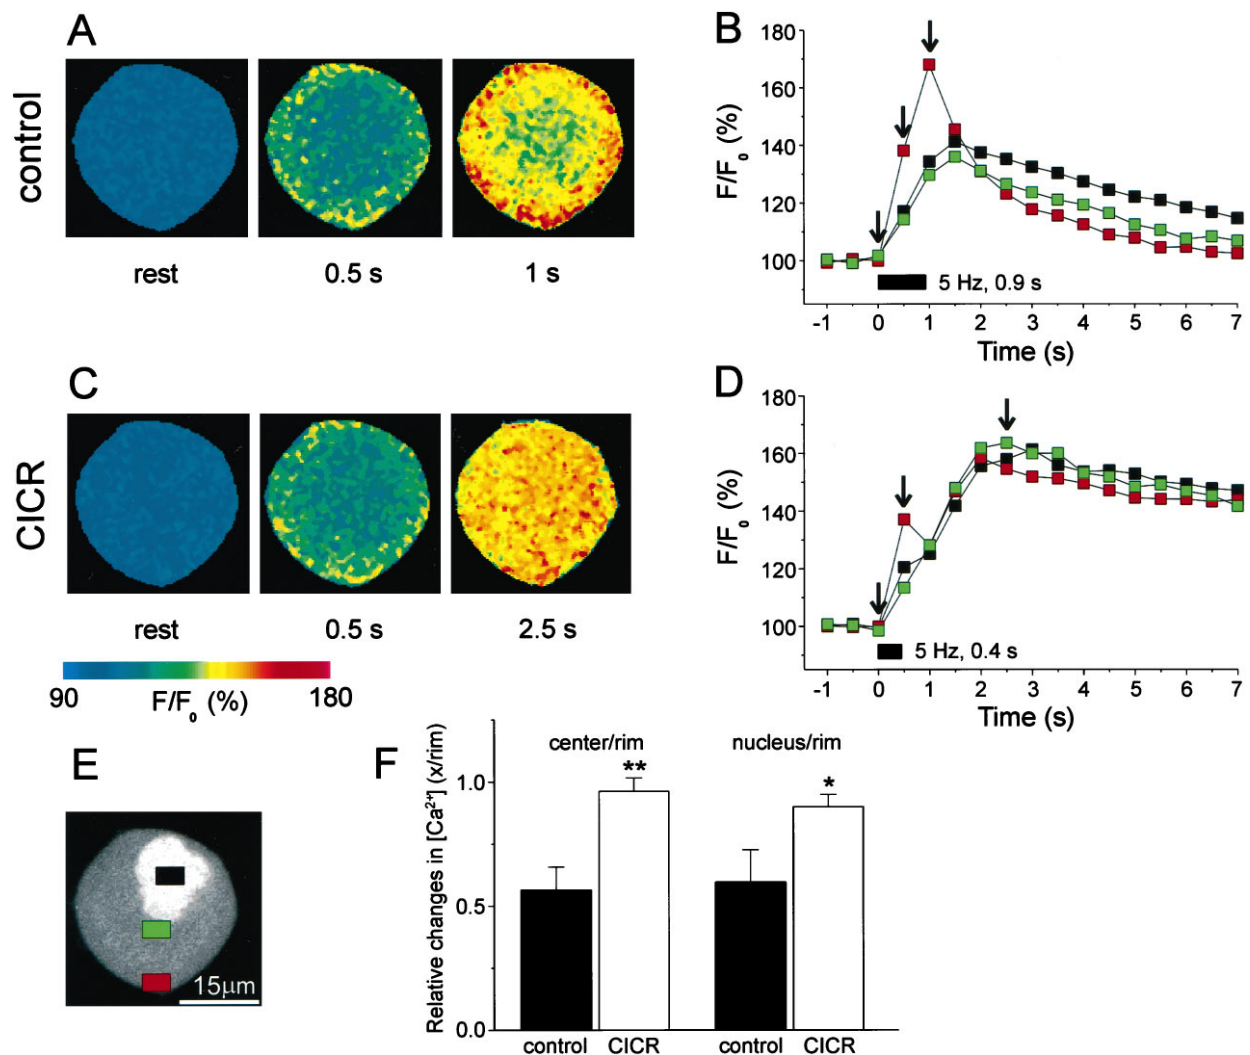 A
control
rest
0.5 s
1 s
B
F/F₀ (%)
180
160
140
120
100
5 Hz, 0.9 s
-1 0 1 2 3 4 5 6 7
Time (s)
C
CICR
rest
0.5 s
2.5 s
90
F/F₀ (%)
180
D
F/F₀ (%)
180
160
140
120
100
5 Hz, 0.4 s
-1 0 1 2 3 4 5 6 7
Time (s)
E
15µm
F
Relative changes in [Ca²⁺] (x/rim)
1.0
0.5
0.0
center/rim
nucleus/rim
**
*
control
CICR
control
CICR